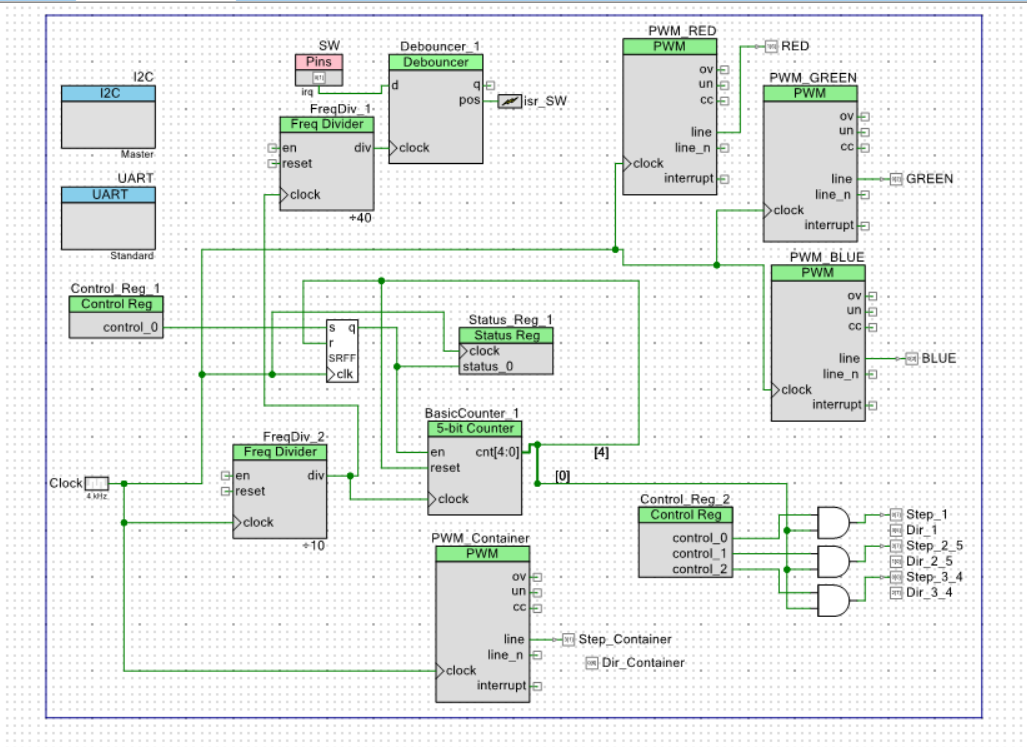 I2C
I2C
Master
UART
UART
Standard
SW
Pins
irq
Debouncer_1
Debouncer
d
q
pos
clock
isr_SW
FreqDiv_1
Freq Divider
en
div
reset
clock
÷40
PWM_RED
PWM
ov
un
cc
line
line_n
clock
interrupt
RED
PWM_GREEN
PWM
ov
un
cc
line
line_n
clock
interrupt
GREEN
PWM_BLUE
PWM
ov
un
cc
line
line_n
clock
interrupt
BLUE
Control_Reg_1
Control Reg
control_0
s q
r
SRFF
clk
Status_Reg_1
Status Reg
clock
status_0
BasicCounter_1
5-bit Counter
en cnt[4:0]
reset
clock
[4]
[0]
FreqDiv_2
Freq Divider
en div
reset
clock
÷10
Clock
4 kHz
Control_Reg_2
Control Reg
control_0
control_1
control_2
Step_1
Dir_1
Step_2_5
Dir_2_5
Step_3_4
Dir_3_4
PWM_Container
PWM
ov
un
cc
line
line_n
clock
interrupt
Step_Container
Dir_Container